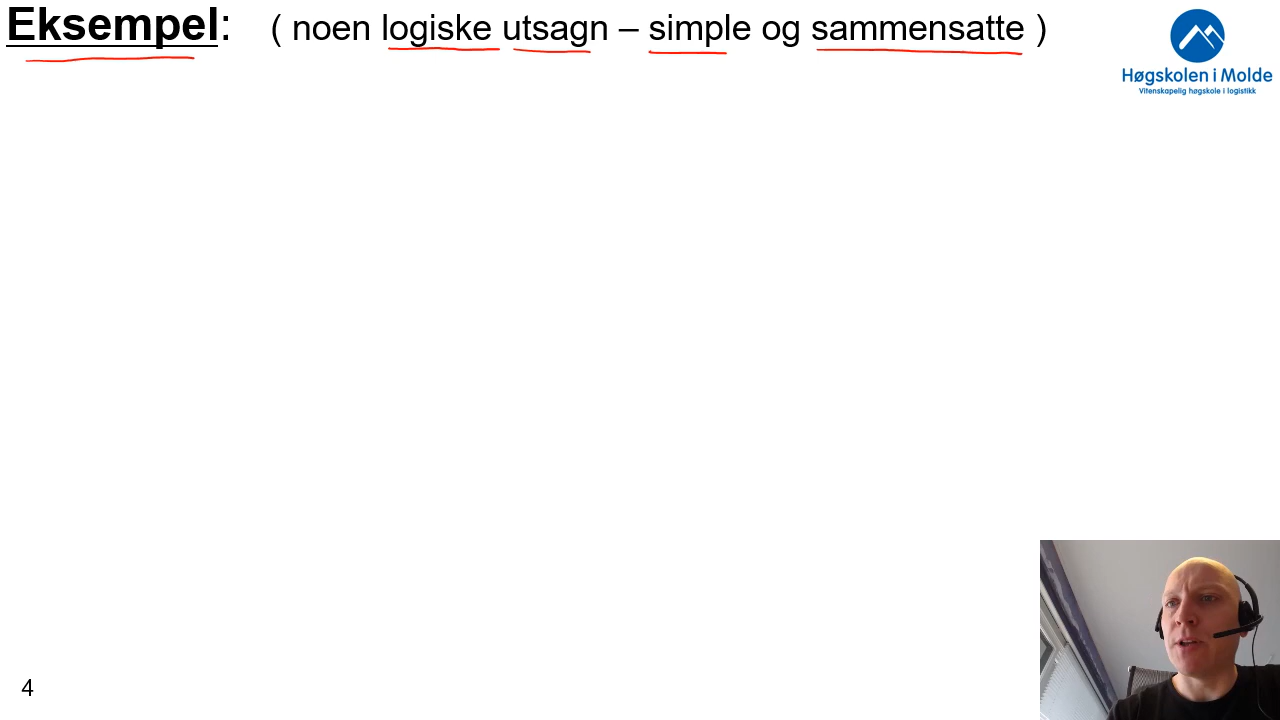 Eksempel: ( noen logiske utsagn – simple og sammensatte )
Høgskolen i Molde
Vitenskapelig høgskole i logistikk
4